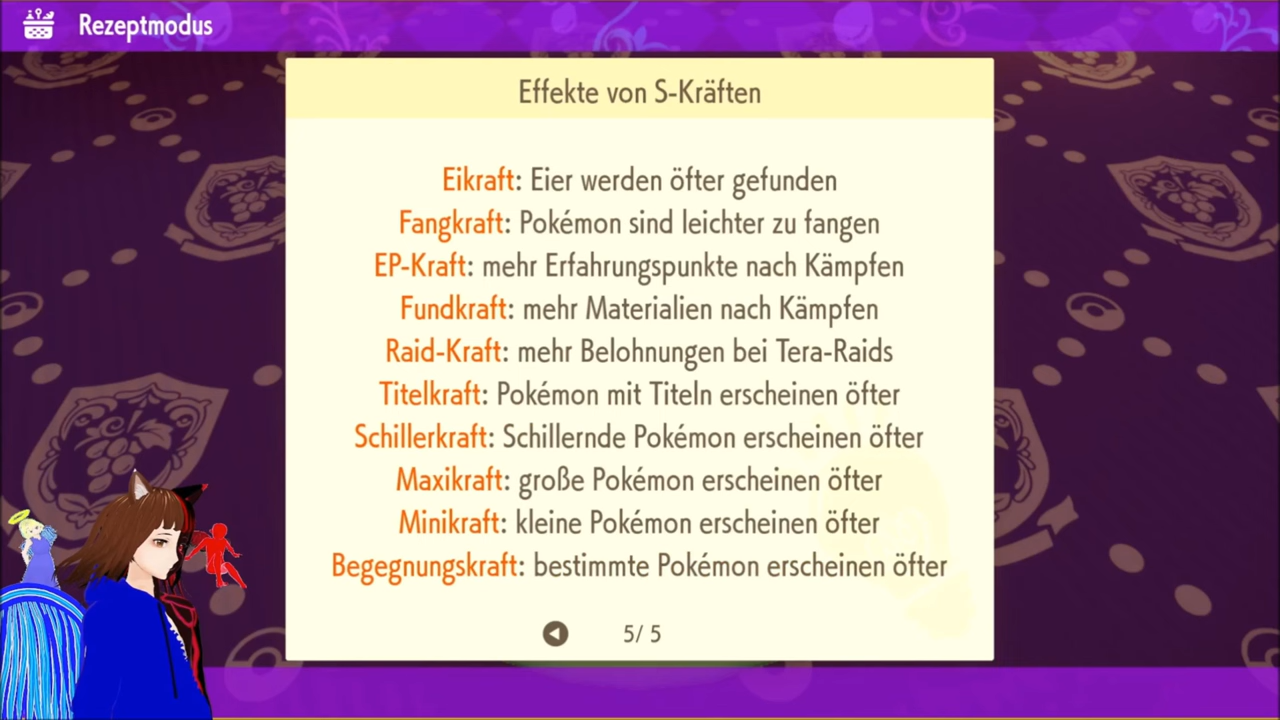 Rezeptmodus
Effekte von S-Kräften
Eikraft: Eier werden öfter gefunden
Fangkraft: Pokémon sind leichter zu fangen
EP-Kraft: mehr Erfahrungspunkte nach Kämpfen
Fundkraft: mehr Materialien nach Kämpfen
Raid-Kraft: mehr Belohnungen bei Tera-Raids
Titelkraft: Pokémon mit Titeln erscheinen öfter
Schillerkraft: Schillernde Pokémon erscheinen öfter
Maxikraft: große Pokémon erscheinen öfter
Minikraft: kleine Pokémon erscheinen öfter
Begegnungskraft: bestimmte Pokémon erscheinen öfter
5/ 5